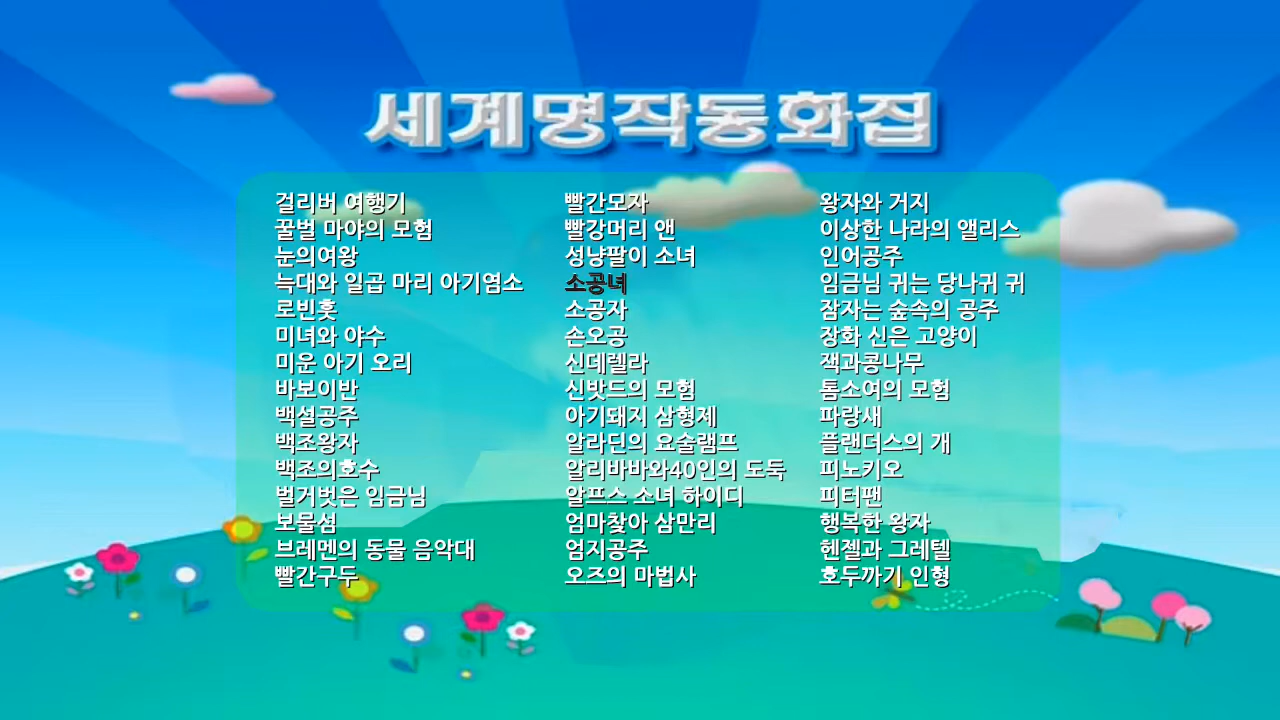 세계명작동화집
걸리버 여행기
꿀벌 마야의 모험
눈의여왕
늑대와 일곱 마리 아기염소
로빈훗
미녀와 야수
미운 아기 오리
바보이반
백설공주
백조왕자
백조의호수
벌거벗은 임금님
보물섬
브레멘의 동물 음악대
빨간구두
빨간모자
빨강머리 앤
성냥팔이 소녀
소공녀
소공자
손오공
신데렐라
신밧드의 모험
아기돼지 삼형제
알라딘의 요술램프
알리바바와40인의 도둑
알프스 소녀 하이디
엄마찾아 삼만리
엄지공주
오즈의 마법사
왕자와 거지
이상한 나라의 앨리스
인어공주
임금님 귀는 당나귀 귀
잠자는 숲속의 공주
장화 신은 고양이
잭과콩나무
톰소여의 모험
파랑새
플랜더스의 개
피노키오
피터팬
행복한 왕자
헨젤과 그레텔
호두까기 인형